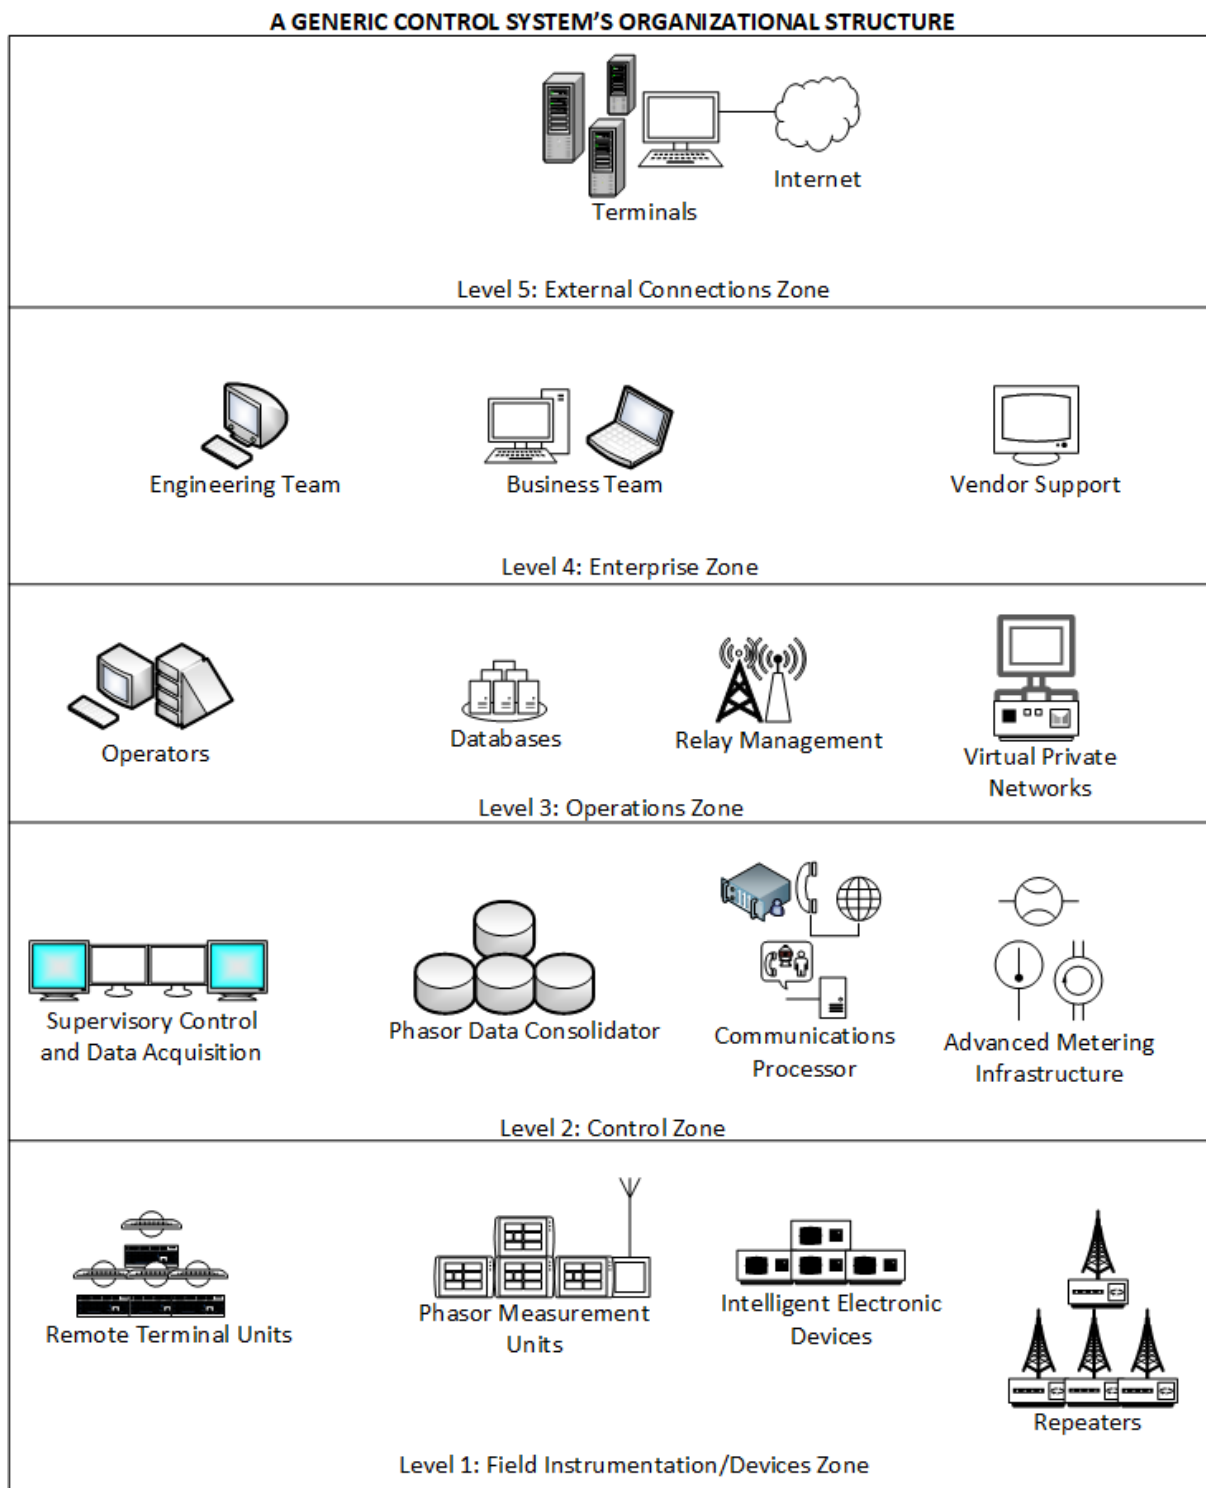 A GENERIC CONTROL SYSTEM'S ORGANIZATIONAL STRUCTURE
Internet
Terminals
Level 5: External Connections Zone
Engineering Team
Business Team
Vendor Support
Level 4: Enterprise Zone
Operators
Databases
Relay Management
Virtual Private
Networks
Level 3: Operations Zone
Supervisory Control
and Data Acquisition
Phasor Data Consolidator
Communications
Processor
Advanced Metering
Infrastructure
Level 2: Control Zone
Remote Terminal Units
Phasor Measurement
Units
Intelligent Electronic
Devices
Repeaters
Level 1: Field Instrumentation/Devices Zone